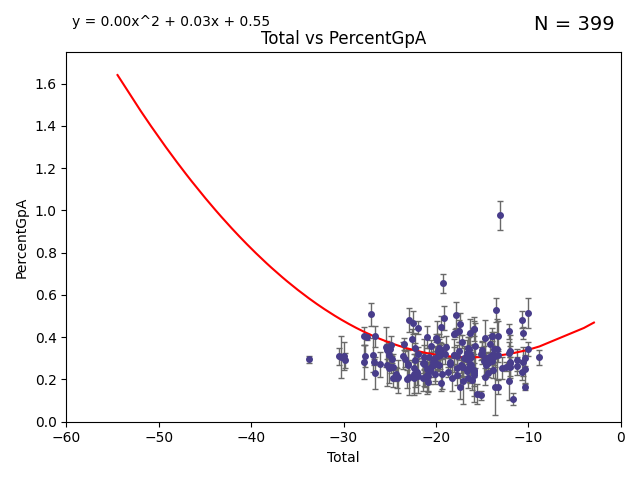 y = 0.00x^2 + 0.03x + 0.55
N = 399
Total vs PercentGpA
PercentGpA
1.6
1.4
1.2
1.0
0.8
0.6
0.4
0.2
0.0
−60 −50 −40 −30 −20 −10 0
Total